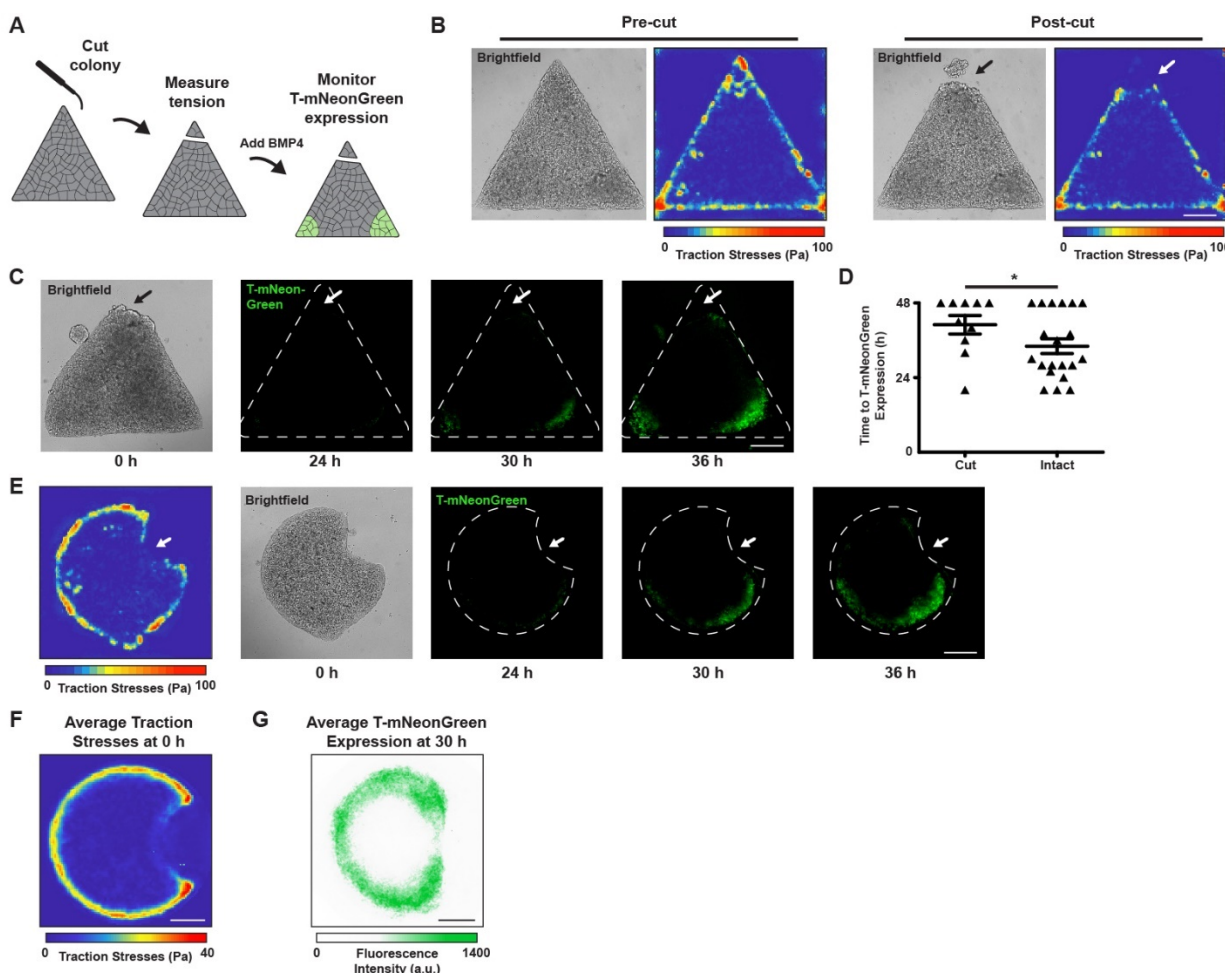 A
Cut
colony
Measure
tension
Add BMP4
Monitor
T-mNeonGreen
expression
B
Pre-cut
Post-cut
Brightfield
Brightfield
0 100
Traction Stresses (Pa)
0 100
Traction Stresses (Pa)
C
Brightfield
T-mNeon-
Green
0 h
24 h
30 h
36 h
D
*
Time to T-mNeonGreen
Expression (h)
48
24
0
Cut
Intact
E
0 100
Traction Stresses (Pa)
Brightfield
T-mNeonGreen
0 h
24 h
30 h
36 h
F
Average Traction
Stresses at 0 h
0 40
Traction Stresses (Pa)
G
Average T-mNeonGreen
Expression at 30 h
0 1400
Fluorescence
Intensity (a.u.)